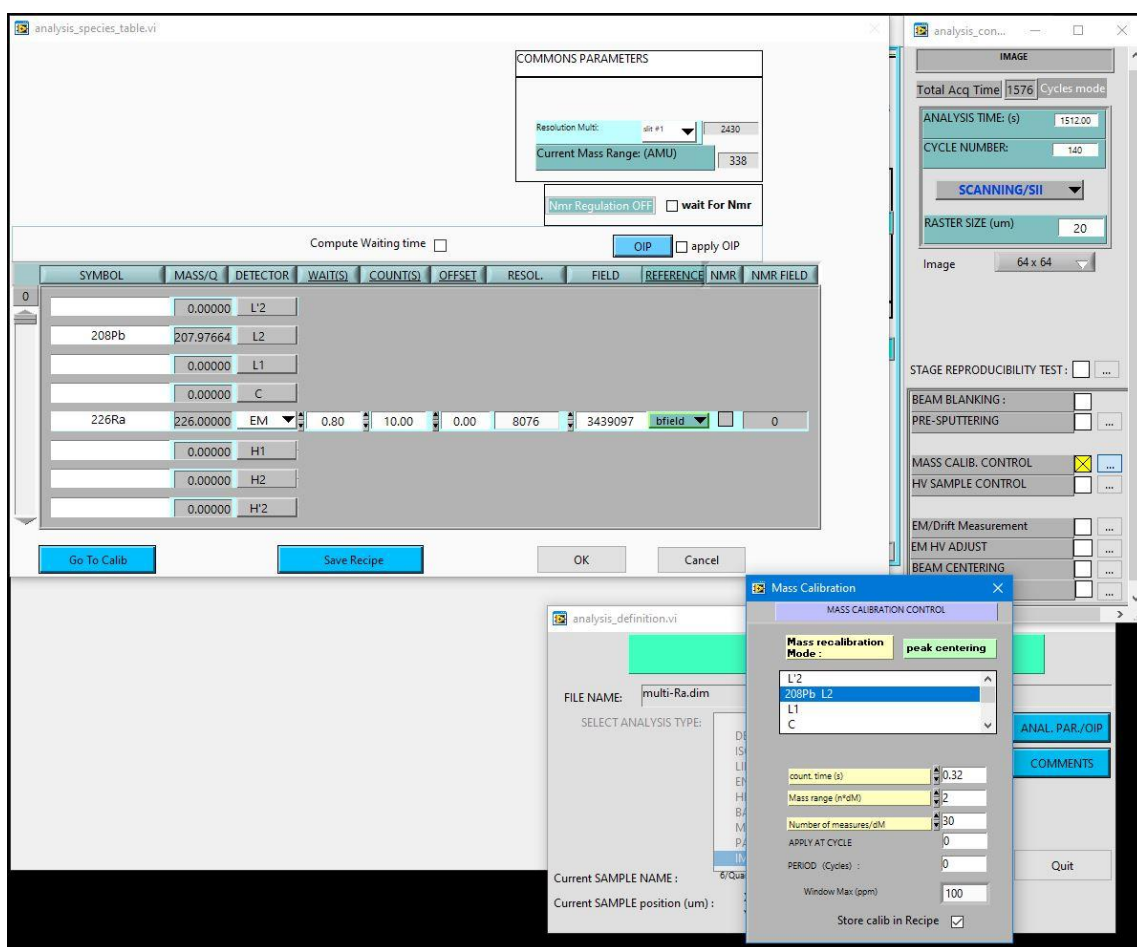 analysis_species_table.vi
COMMONS PARAMETERS
Resolution Multi: slit #1 2430
Current Mass Range: (AMU) 338
Nmr Regulation OFF wait For Nmr
Compute Waiting time OIP apply OIP
SYMBOL MASS/Q DETECTOR WAIT(S) COUNT(S) OFFSET RESOL. FIELD REFERENCE NMR NMR FIELD
0
0.00000 L'2
208Pb 207.97664 L2
0.00000 L1
0.00000 C
226Ra 226.00000 EM 0.80 10.00 0.00 8076 3439097 bfield 0
0.00000 H1
0.00000 H2
0.00000 H'2
Go To Calib Save Recipe OK Cancel
analysis_con...
IMAGE
Total Acq Time 1576 Cycles mode
ANALYSIS TIME: (s) 1512.00
CYCLE NUMBER: 140
SCANNING/SII
RASTER SIZE (um) 20
Image 64 x 64
STAGE REPRODUCIBILITY TEST : ...
BEAM BLANKING :
PRE-SPUTTERING ...
MASS CALIB. CONTROL ...
HV SAMPLE CONTROL ...
EM/Drift Measurement ...
EM HV ADJUST ...
BEAM CENTERING ...
...
analysis_definition.vi
FILE NAME: multi-Ra.dim
SELECT ANALYSIS TYPE:
ANAL. PAR./OIP
COMMENTS
Current SAMPLE NAME : 6/Qua
Current SAMPLE position (um) :
Quit
Mass Calibration
MASS CALIBRATION CONTROL
Mass recalibration
Mode : peak centering
L'2
208Pb L2
L1
C
count. time (s) 0.32
Mass range (n*dM) 2
Number of measures/dM 30
APPLY AT CYCLE 0
PERIOD (Cycles) : 0
Window Max (ppm) 100
Store calib in Recipe